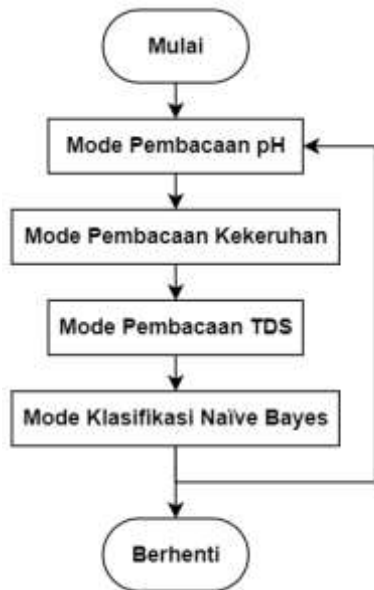 Mulai
Mode Pembacaan pH
Mode Pembacaan Kekeruhan
Mode Pembacaan TDS
Mode Klasifikasi Naïve Bayes
Berhenti